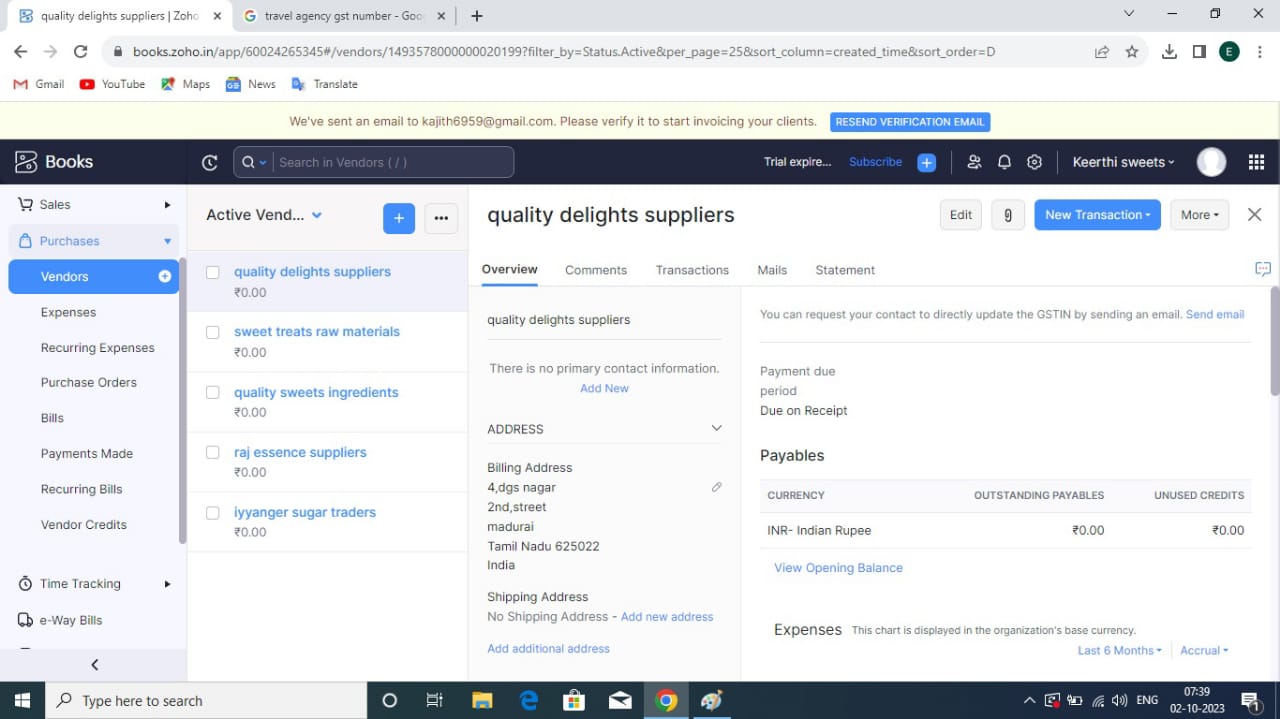 quality delights suppliers | Zoho
travel agency gst number - Goo
books.zoho.in/app/60024265345#/vendors/1493578000000020199?filter_by=Status.Active&per_page=25&sort_column=created_time&sort_order=D
E
Gmail
YouTube
Maps
News
Translate
We've sent an email to kajith6959@gmail.com. Please verify it to start invoicing your clients.
RESEND VERIFICATION EMAIL
Books
Search in Vendors ( / )
Trial expire...
Subscribe
Keerthi sweets
Sales
Purchases
Vendors
Expenses
Recurring Expenses
Purchase Orders
Bills
Payments Made
Recurring Bills
Vendor Credits
Time Tracking
e-Way Bills
Active Vend...
quality delights suppliers
₹0.00
sweet treats raw materials
₹0.00
quality sweets ingredients
₹0.00
raj essence suppliers
₹0.00
iyyanger sugar traders
₹0.00
quality delights suppliers
Edit
New Transaction
More
Overview
Comments
Transactions
Mails
Statement
quality delights suppliers
There is no primary contact information.
Add New
ADDRESS
Billing Address
4,dgs nagar
2nd,street
madurai
Tamil Nadu 625022
India
Shipping Address
No Shipping Address - Add new address
Add additional address
You can request your contact to directly update the GSTIN by sending an email. Send email
Payment due
period
Due on Receipt
Payables
CURRENCY OUTSTANDING PAYABLES UNUSED CREDITS
INR- Indian Rupee ₹0.00 ₹0.00
View Opening Balance
Expenses This chart is displayed in the organization's base currency.
Last 6 Months Accrual
Type here to search
ENG
07:39
02-10-2023
1